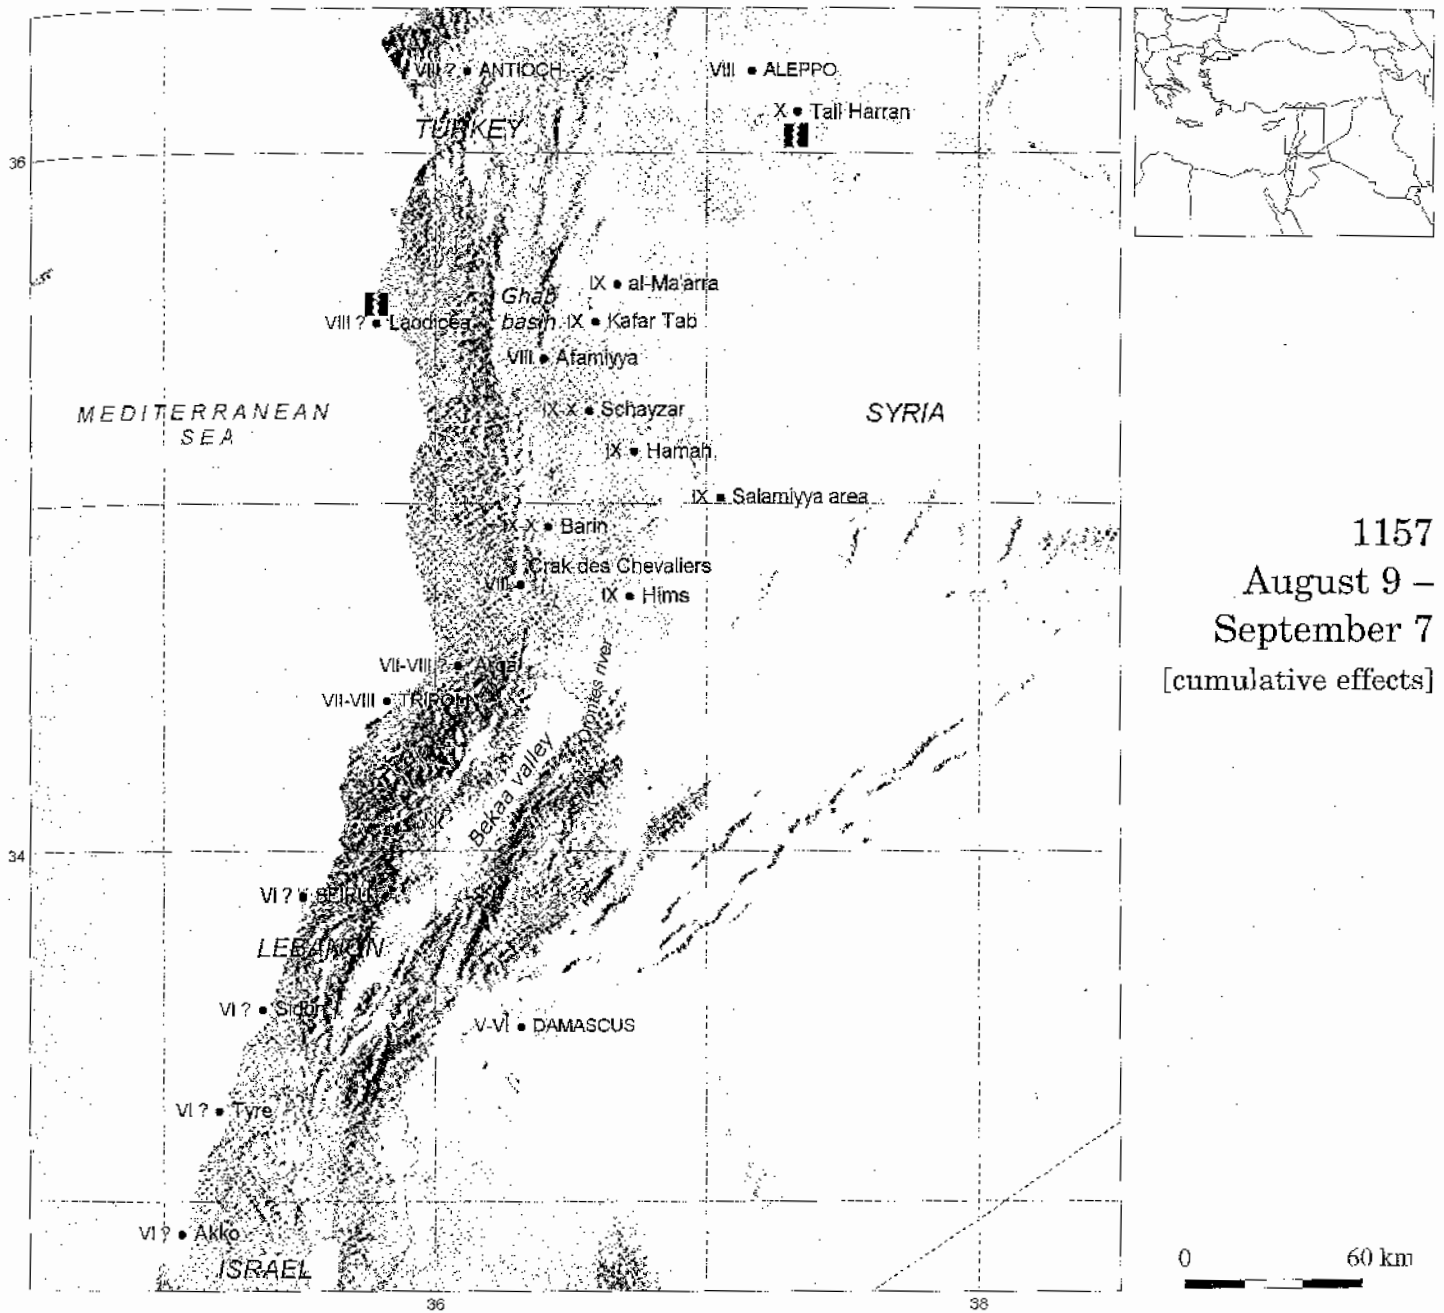 VIII ? • ANTIOCH
VIII • ALEPPO
X • Tall Harran
TURKEY
36
IX • al-Ma'arra
Ghab
basin
VIII ? • Laodicea
IX • Kafar Tab
VIII • Afamiyya
MEDITERRANEAN
SEA
IX-X • Schayzar
SYRIA
IX • Hamah
IX • Salamiyya area
IX-X • Barin
1157
August 9 –
September 7
[cumulative effects]
Crak des Chevaliers
VIII •
IX • Hims
VII-VIII ? • Arqa
VII-VIII • TRIPOLI
Orontes river
Bekaa valley
34
VI ? • BEIRUT
LEBANON
VI ? • Sidon
V-VI • DAMASCUS
VI ? • Tyre
VI ? • Akko
ISRAEL
0 60 km
36 38